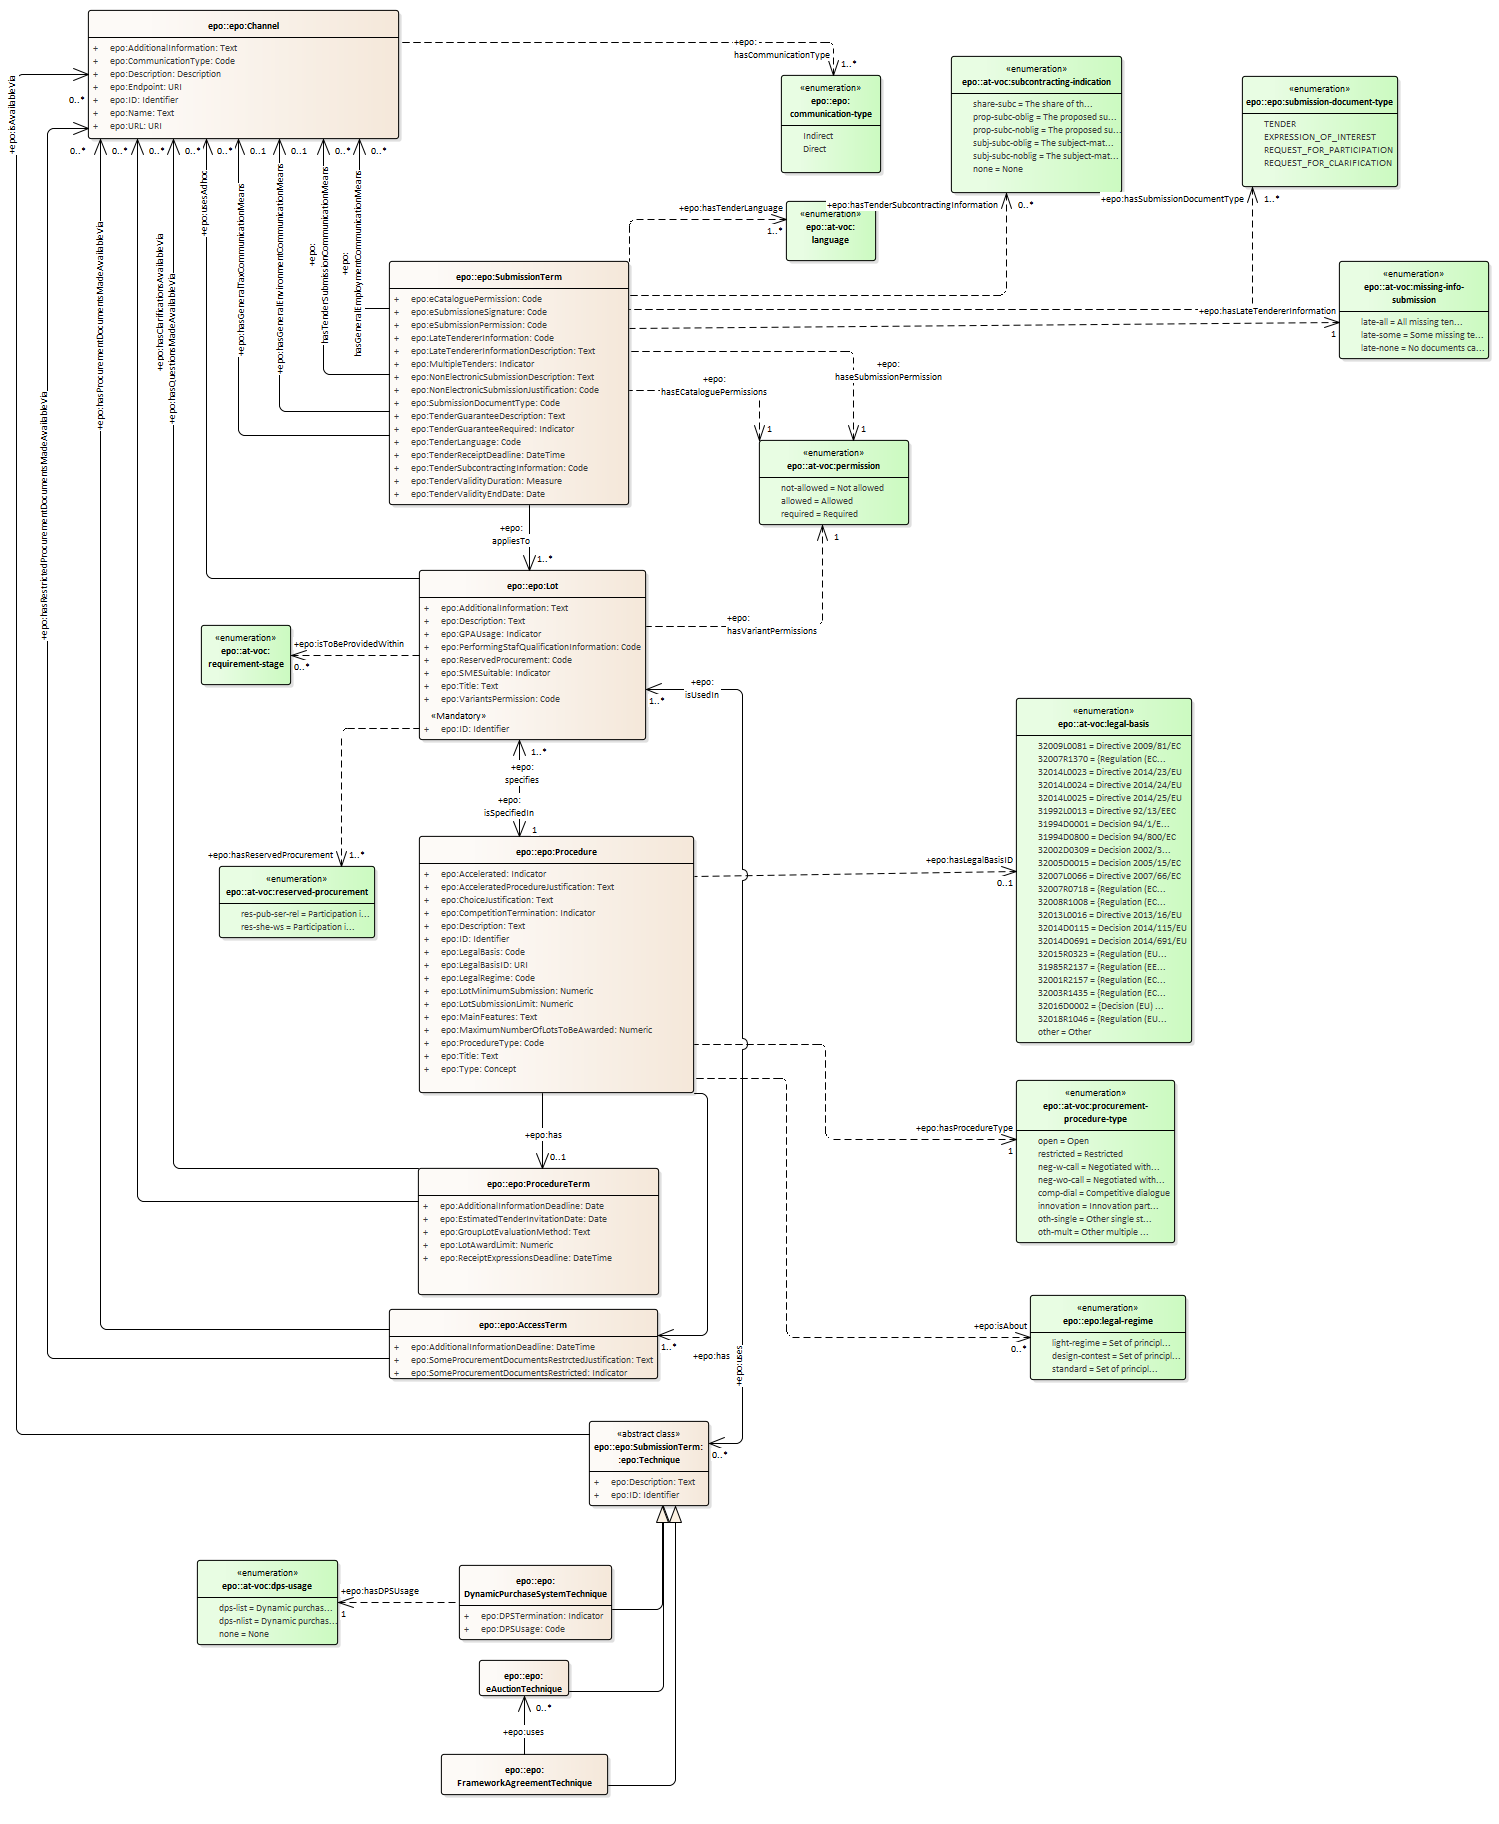 epo::epo:Channel
+ epo:AdditionalInformation: Text
+ epo:CommunicationType: Code
+ epo:Description: Description
+ epo:Endpoint: URI
+ epo:ID: Identifier
+ epo:Name: Text
+ epo:URL: URI
+epo:
hasCommunicationType
1..*
«enumeration»
epo::epo:
communication-type
Indirect
Direct
«enumeration»
epo::at-voc:subcontracting-indication
share-subc = The share of th...
prop-subc-oblig = The proposed su...
prop-subc-noblig = The proposed su...
subj-subc-oblig = The subject-mat...
subj-subc-noblig = The subject-mat...
none = None
«enumeration»
epo::epo:submission-document-type
TENDER
EXPRESSION_OF_INTEREST
REQUEST_FOR_PARTICIPATION
REQUEST_FOR_CLARIFICATION
+epo:isAvailableVia
0..*
0..*
0..*
0..*
0..*
0..*
0..1
0..1
0..*
0..*
+epo:hasRestrictedProcurementDocumentsMadeAvailableVia
+epo:hasProcurementDocumentsMadeAvailableVia
+epo:hasClarificationsAvailableVia
+epo:hasQuestionsMadeAvailableVia
+epo:usesAdhoc
+epo:hasGeneralTaxCommunicationMeans
+epo:hasGeneralEnvironmentCommunicationMeans
+epo:
hasTenderSubmissionCommunicationMeans
+epo:
hasGeneralEmploymentCommunicationMeans
+epo:hasTenderLanguage
1..*
«enumeration»
epo::at-voc:
language
+epo:hasTenderSubcontractingInformation
0..*
+epo:hasSubmissionDocumentType
1..*
«enumeration»
epo::at-voc:missing-info-
submission
late-all = All missing ten...
late-some = Some missing te...
late-none = No documents ca...
+epo:hasLateTendererInformation
1
epo::epo:SubmissionTerm
+ epo:eCataloguePermission: Code
+ epo:eSubmissioneSignature: Code
+ epo:eSubmissionPermission: Code
+ epo:LateTendererInformation: Code
+ epo:LateTendererInformationDescription: Text
+ epo:MultipleTenders: Indicator
+ epo:NonElectronicSubmissionDescription: Text
+ epo:NonElectronicSubmissionJustification: Code
+ epo:SubmissionDocumentType: Code
+ epo:TenderGuaranteeDescription: Text
+ epo:TenderGuaranteeRequired: Indicator
+ epo:TenderLanguage: Code
+ epo:TenderReceiptDeadline: DateTime
+ epo:TenderSubcontractingInformation: Code
+ epo:TenderValidityDuration: Measure
+ epo:TenderValidityEndDate: Date
+epo:
hasECataloguePermissions
1
+epo:
haseSubmissionPermission
1
«enumeration»
epo::at-voc:permission
not-allowed = Not allowed
allowed = Allowed
required = Required
1
+epo:
appliesTo
1..*
epo::epo:Lot
+ epo:AdditionalInformation: Text
+ epo:Description: Text
+ epo:GPAUsage: Indicator
+ epo:PerformingStafQualificationInformation: Code
+ epo:ReservedProcurement: Code
+ epo:SMESuitable: Indicator
+ epo:Title: Text
+ epo:VariantsPermission: Code
«Mandatory»
+ epo:ID: Identifier
+epo:
hasVariantPermissions
«enumeration»
epo::at-voc:
requirement-stage
+epo:isToBeProvidedWithin
0..*
+epo:
isUsedIn
1..*
1..*
+epo:
specifies
+epo:
isSpecifiedIn
1
+epo:hasReservedProcurement
1..*
«enumeration»
epo::at-voc:reserved-procurement
res-pub-ser-rel = Participation i...
res-she-ws = Participation i...
«enumeration»
epo::at-voc:legal-basis
32009L0081 = Directive 2009/81/EC
32007R1370 = {Regulation (EC...
32014L0023 = Directive 2014/23/EU
32014L0024 = Directive 2014/24/EU
32014L0025 = Directive 2014/25/EU
31992L0013 = Directive 92/13/EEC
31994D0001 = Decision 94/1/E...
31994D0800 = Decision 94/800/EC
32002D0309 = Decision 2002/3...
32005D0015 = Decision 2005/15/EC
32007L0066 = Directive 2007/66/EC
32007R0718 = {Regulation (EC...
32008R1008 = {Regulation (EC...
32013L0016 = Directive 2013/16/EU
32014D0115 = Decision 2014/115/EU
32014D0691 = Decision 2014/691/EU
32015R0323 = {Regulation (EU...
31985R2137 = {Regulation (EE...
32001R2157 = {Regulation (EC...
32003R1435 = {Regulation (EC...
32016D0002 = {Decision (EU) ...
32018R1046 = {Regulation (EU...
other = Other
+epo:hasLegalBasisID
0..1
epo::epo:Procedure
+ epo:Accelerated: Indicator
+ epo:AcceleratedProcedureJustification: Text
+ epo:ChoiceJustification: Text
+ epo:CompetitionTermination: Indicator
+ epo:Description: Text
+ epo:ID: Identifier
+ epo:LegalBasis: Code
+ epo:LegalBasisID: URI
+ epo:LegalRegime: Code
+ epo:LotMinimumSubmission: Numeric
+ epo:LotSubmissionLimit: Numeric
+ epo:MainFeatures: Text
+ epo:MaximumNumberOfLotsToBeAwarded: Numeric
+ epo:ProcedureType: Code
+ epo:Title: Text
+ epo:Type: Concept
«enumeration»
epo::at-voc:procurement-
procedure-type
open = Open
restricted = Restricted
neg-w-call = Negotiated with...
neg-wo-call = Negotiated with...
comp-dial = Competitive dialogue
innovation = Innovation part...
oth-single = Other single st...
oth-mult = Other multiple ...
+epo:hasProcedureType
1
+epo:has
0..1
epo::epo:ProcedureTerm
+ epo:AdditionalInformationDeadline: Date
+ epo:EstimatedTenderInvitationDate: Date
+ epo:GroupLotEvaluationMethod: Text
+ epo:LotAwardLimit: Numeric
+ epo:ReceiptExpressionsDeadline: DateTime
«enumeration»
epo::epo:legal-regime
light-regime = Set of principl...
design-contest = Set of principl...
standard = Set of principl...
+epo:isAbout
0..*
epo::epo:AccessTerm
+ epo:AdditionalInformationDeadline: DateTime
+ epo:SomeProcurementDocumentsRestrctedJustification: Text
+ epo:SomeProcurementDocumentsRestricted: Indicator
1..*
+epo:has
+epo:uses
«abstract class»
epo::epo:SubmissionTerm:
:epo:Technique
+ epo:Description: Text
+ epo:ID: Identifier
0..*
«enumeration»
epo::at-voc:dps-usage
dps-list = Dynamic purchas...
dps-nlist = Dynamic purchas...
none = None
+epo:hasDPSUsage
1
epo::epo:
DynamicPurchaseSystemTechnique
+ epo:DPSTermination: Indicator
+ epo:DPSUsage: Code
epo::epo:
eAuctionTechnique
0..*
+epo:uses
epo::epo:
FrameworkAgreementTechnique